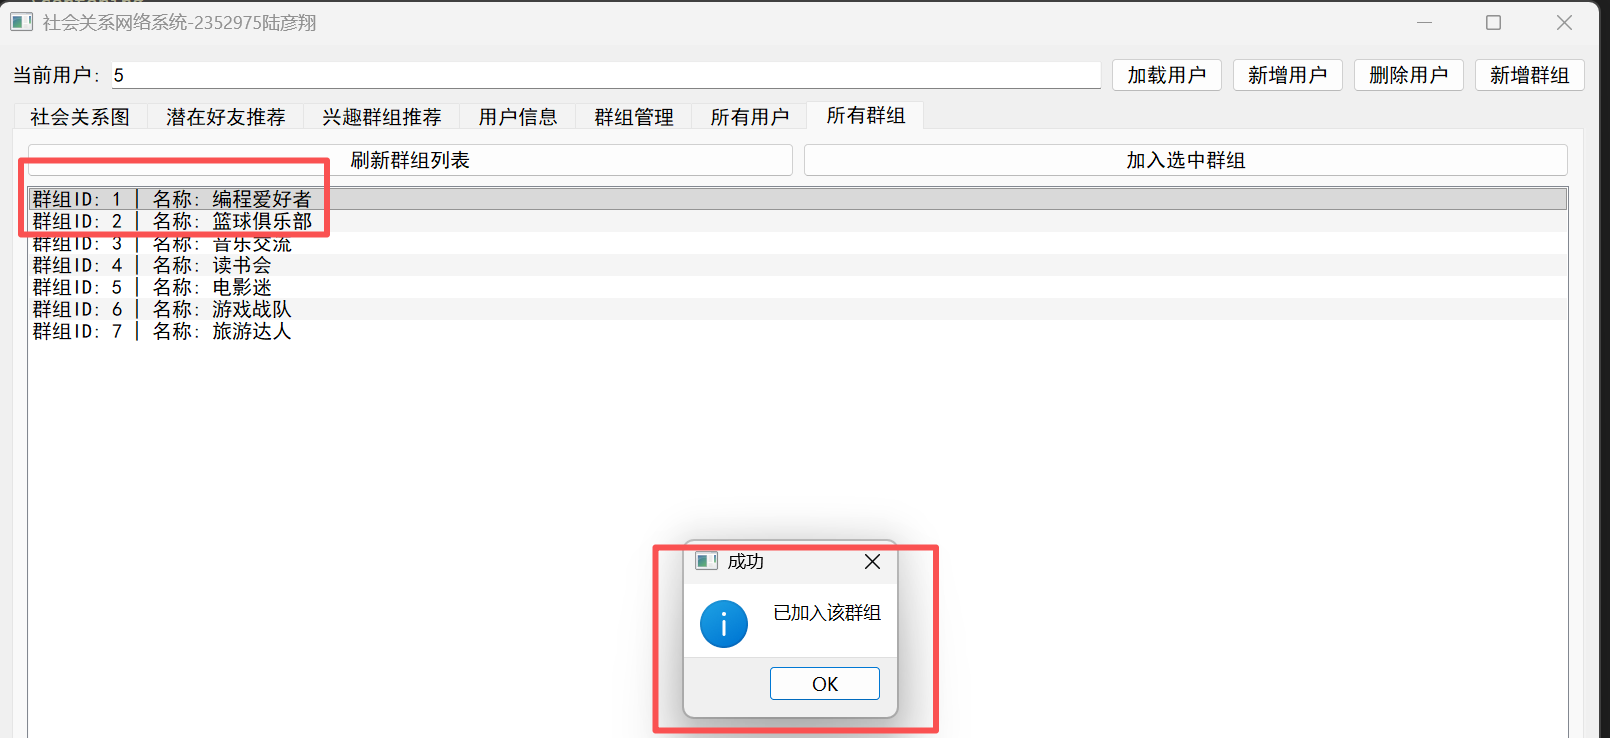 社会关系网络系统-2352975陆彦翔
当前用户: 5 加载用户 新增用户 删除用户 新增群组
社会关系图 潜在好友推荐 兴趣群组推荐 用户信息 群组管理 所有用户 所有群组
刷新群组列表 加入选中群组
群组ID: 1 | 名称: 编程爱好者
群组ID: 2 | 名称: 篮球俱乐部
群组ID: 3 | 名称: 音乐交流
群组ID: 4 | 名称: 读书会
群组ID: 5 | 名称: 电影迷
群组ID: 6 | 名称: 游戏战队
群组ID: 7 | 名称: 旅游达人
成功
已加入该群组
OK